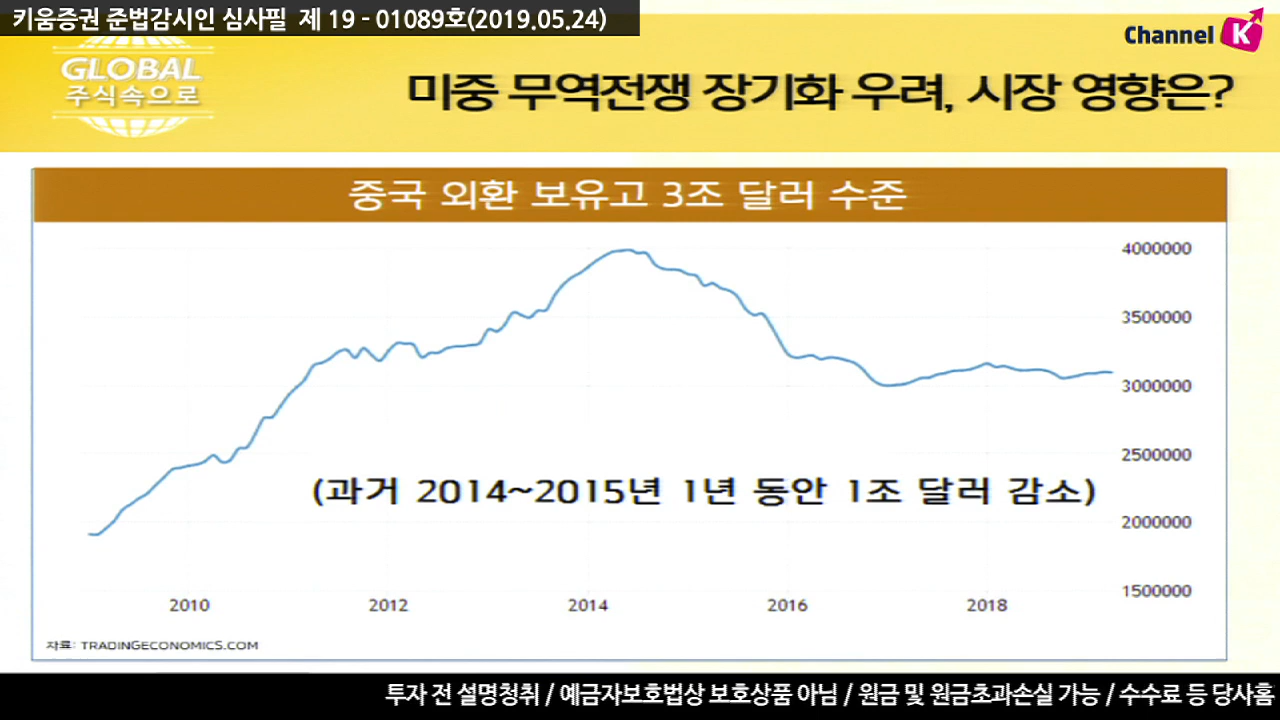 키움증권 준법감시인 심사필 제 19 - 01089호(2019.05.24)
Channel K
GLOBAL
주식속으로
미중 무역전쟁 장기화 우려, 시장 영향은?
중국 외환 보유고 3조 달러 수준
4000000
3500000
3000000
2500000
(과거 2014~2015년 1년 동안 1조 달러 감소)
2000000
1500000
2010 2012 2014 2016 2018
자료: TRADINGECONOMICS.COM
투자 전 설명청취 / 예금자보호법상 보호상품 아님 / 원금 및 원금초과손실 가능 / 수수료 등 당사홈